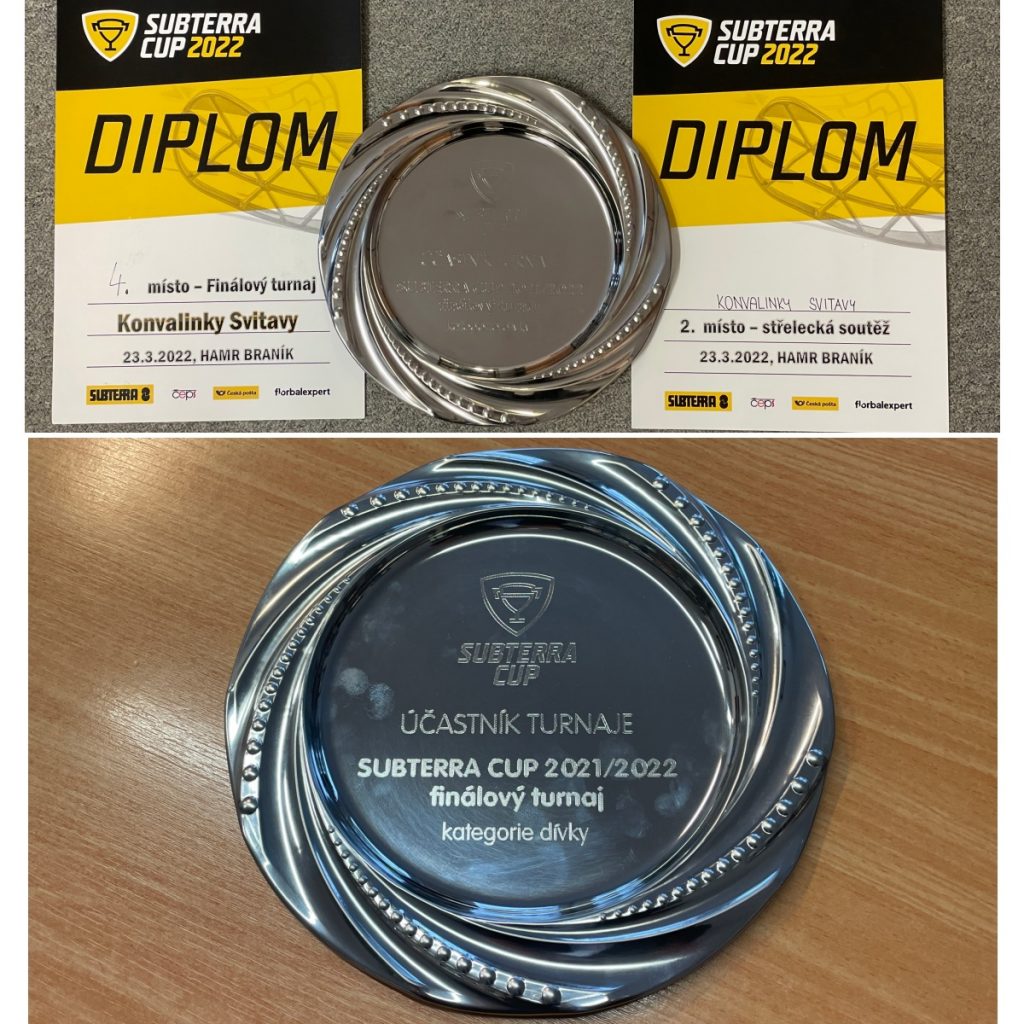 SUBTERRA
CUP 2022
DIPLOM
4. místo – Finálový turnaj
Konvalinky Svitavy
23.3.2022, HAMR BRANÍK
SUBTERRA
čeps
Česká pošta
florbalexpert
SUBTERRA
CUP 2022
DIPLOM
KONVALINKY SVITAVY
2. místo – střelecká soutěž
23.3.2022, HAMR BRANÍK
SUBTERRA
čeps
Česká pošta
florbalexpert
SUBTERRA
CUP
ÚČASTNÍK TURNAJE
SUBTERRA CUP 2021/2022
finálový turnaj
kategorie dívky